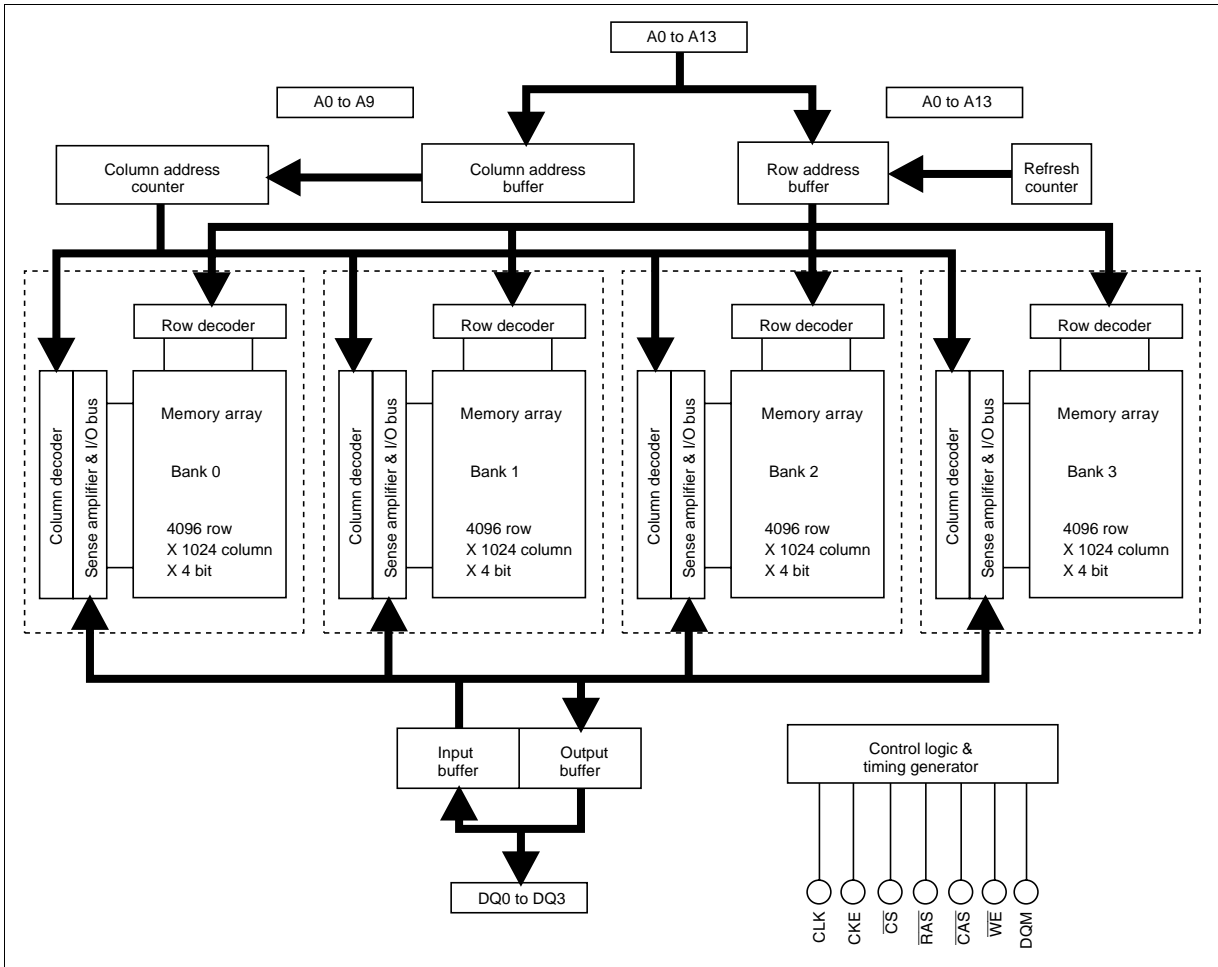 A0 to A13
A0 to A9
A0 to A13
Column address
counter
Column address
buffer
Row address
buffer
Refresh
counter
Row decoder
Row decoder
Row decoder
Row decoder
Column decoder
Sense amplifier & I/O bus
Memory array
Bank 0
4096 row
X 1024 column
X 4 bit
Column decoder
Sense amplifier & I/O bus
Memory array
Bank 1
4096 row
X 1024 column
X 4 bit
Column decoder
Sense amplifier & I/O bus
Memory array
Bank 2
4096 row
X 1024 column
X 4 bit
Column decoder
Sense amplifier & I/O bus
Memory array
Bank 3
4096 row
X 1024 column
X 4 bit
Input
buffer
Output
buffer
Control logic &
timing generator
DQ0 to DQ3
CLK
CKE
C̅S̅
R̅A̅S̅
C̅A̅S̅
W̅E̅
DQM